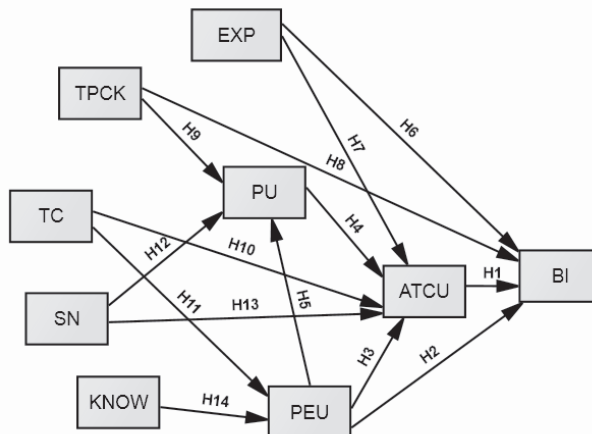 EXP
TPCK
H9
H8
H7
H6
PU
TC
H12
H10
H4
ATCU
H1
BI
SN
H11
H13
H5
H3
H2
KNOW
H14
PEU